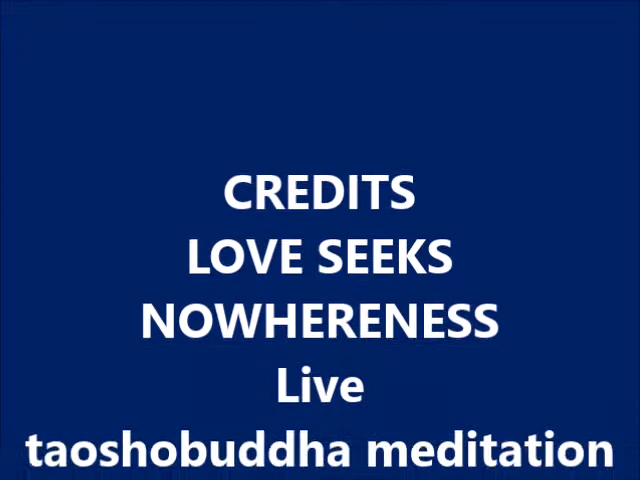 CREDITS
LOVE SEEKS
NOWHERENESS
Live
taoshobuddha meditation